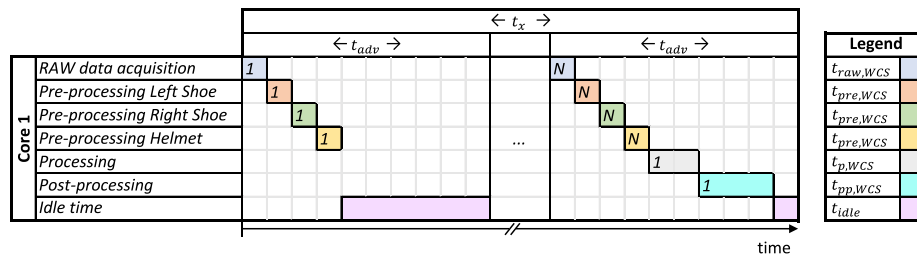 ← t_x →
← t_adv → ← t_adv → Legend
Core 1
RAW data acquisition 1 N t_raw,WCS
Pre-processing Left Shoe 1 N t_pre,WCS
Pre-processing Right Shoe 1 N t_pre,WCS
Pre-processing Helmet 1 ... N t_pre,WCS
Processing 1 t_p,WCS
Post-processing 1 t_pp,WCS
Idle time t_idle
time